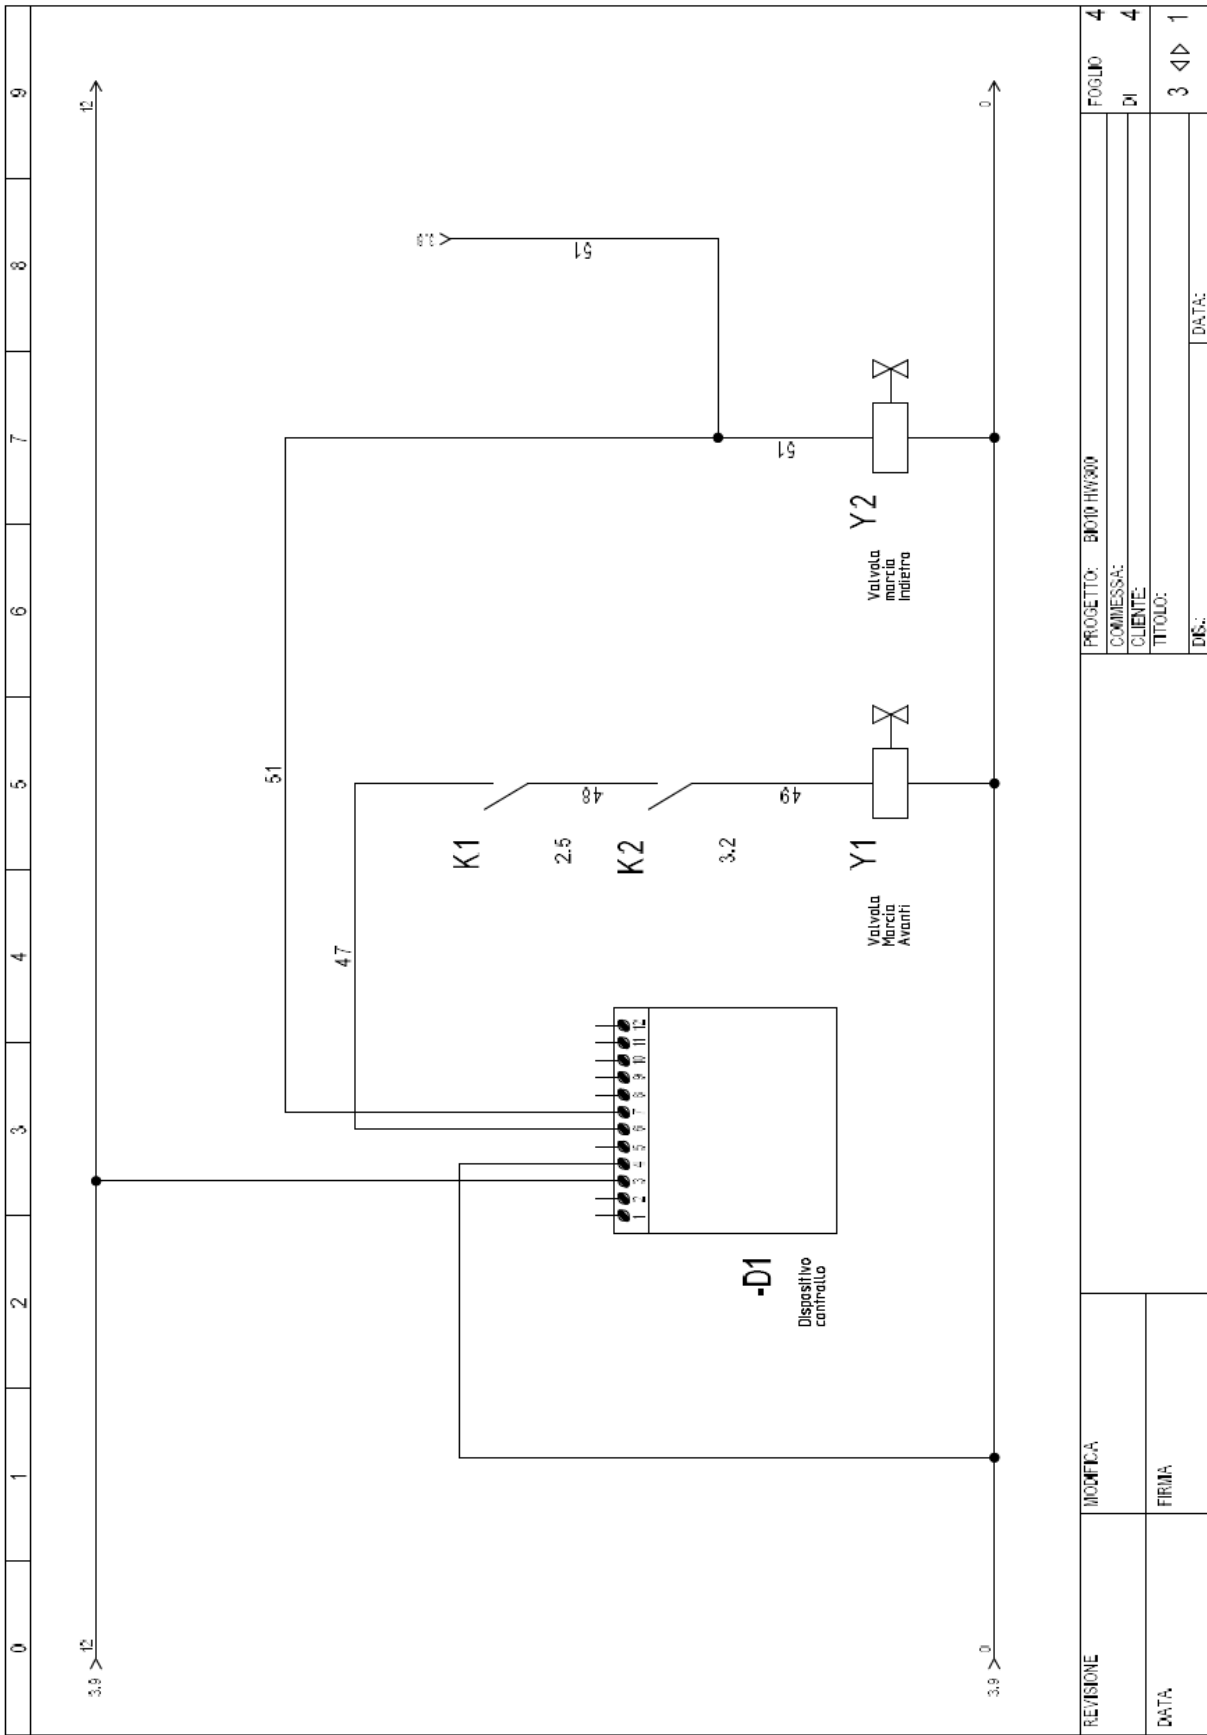 0 1 2 3 4 5 6 7 8 9
3.9 12 12
51
47
51
K1
2.5
48
K2
3.2
49
51
-D1
Dispositivo
controllo
1 2 3 4 5 6 7 8 9 10 11 12
Y1
Valvola
Marcia
Avanti
Y2
Valvola
marcia
Indietro
3.9 0 0
REVISIONE
MODIFICA
DATA
FIRMA
PROGETTO: BIO10 HW300
COMMESSA:
CLIENTE:
TITOLO:
DIS.:
DATA:
FOGLIO 4
DI 4
3 1